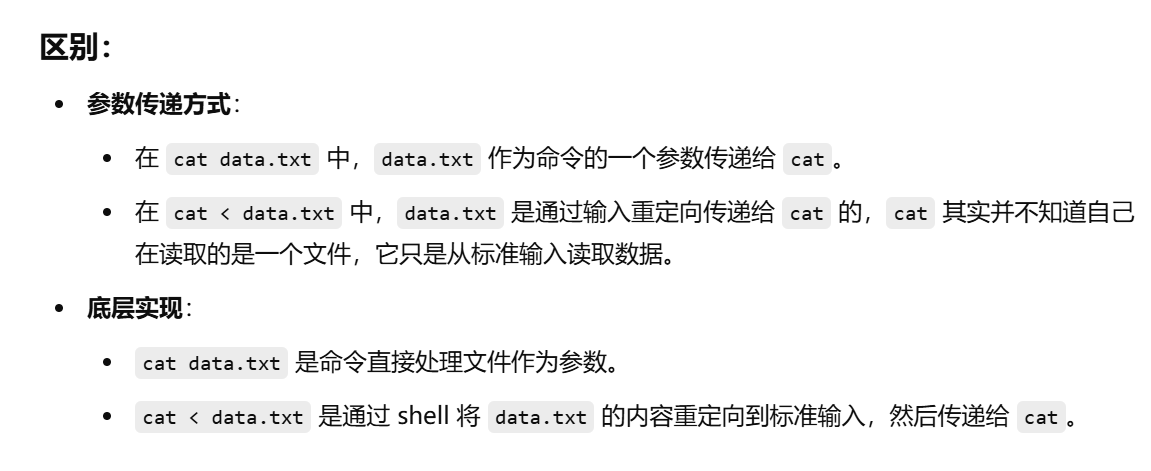 区别：
参数传递方式：
在 cat data.txt 中，data.txt 作为命令的一个参数传递给 cat。
在 cat < data.txt 中，data.txt 是通过输入重定向传递给 cat 的，cat 其实并不知道自己
在读取的是一个文件，它只是从标准输入读取数据。
底层实现：
cat data.txt 是命令直接处理文件作为参数。
cat < data.txt 是通过 shell 将 data.txt 的内容重定向到标准输入，然后传递给 cat。